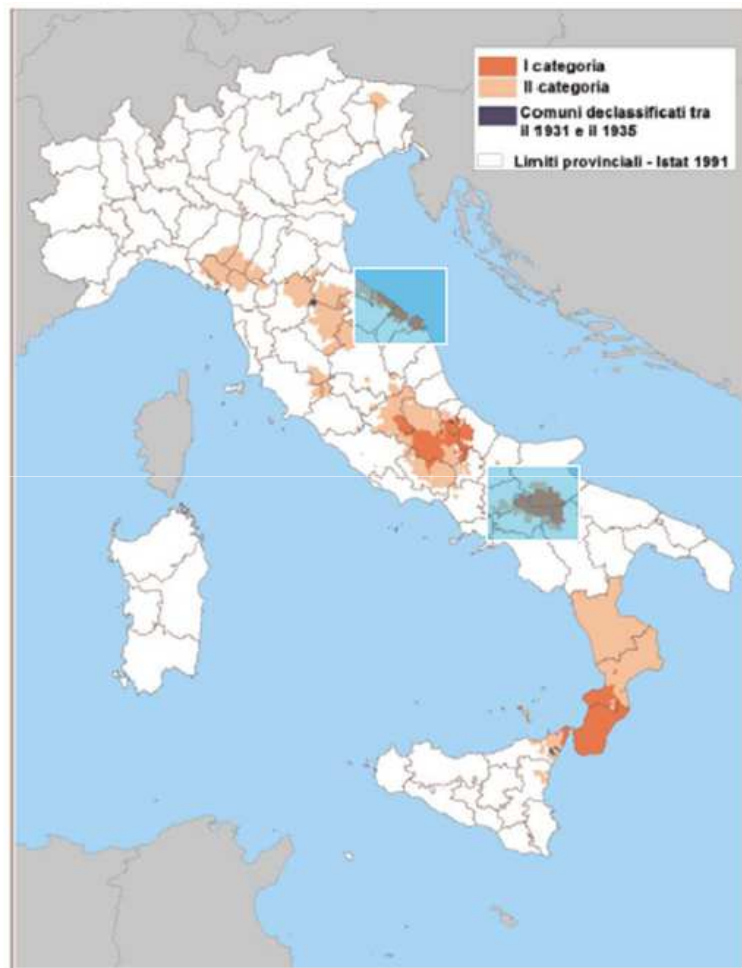 I categoria
II categoria
Comuni declassificati tra
il 1931 e il 1935
Limiti provinciali - Istat 1991